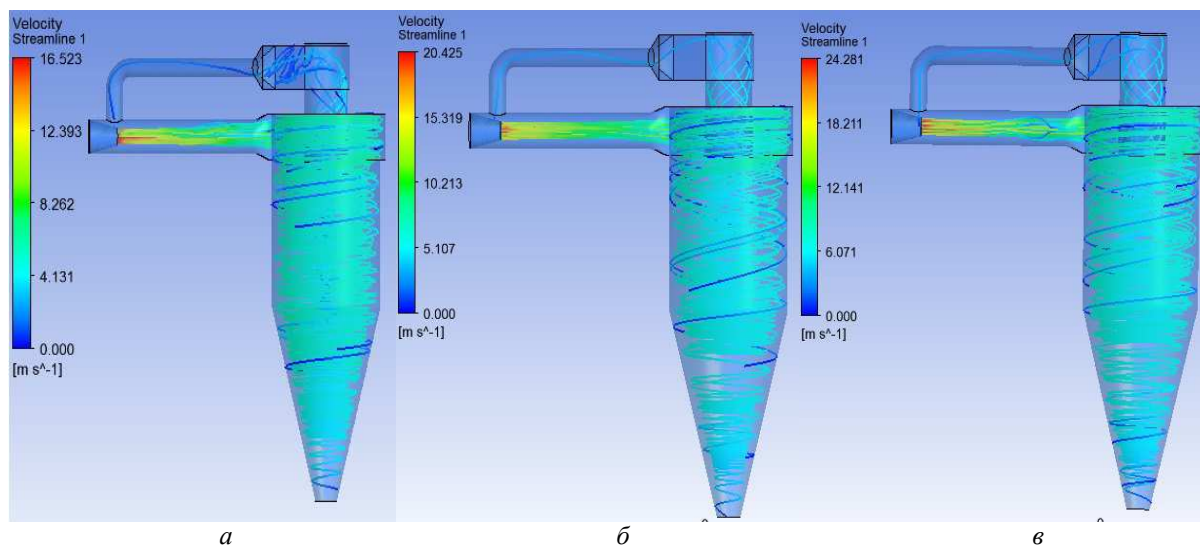 Velocity
Streamline 1
16.523
12.393
8.262
4.131
0.000
[m s^-1]
Velocity
Streamline 1
20.425
15.319
10.213
5.107
0.000
[m s^-1]
Velocity
Streamline 1
24.281
18.211
12.141
6.071
0.000
[m s^-1]
а
б
в